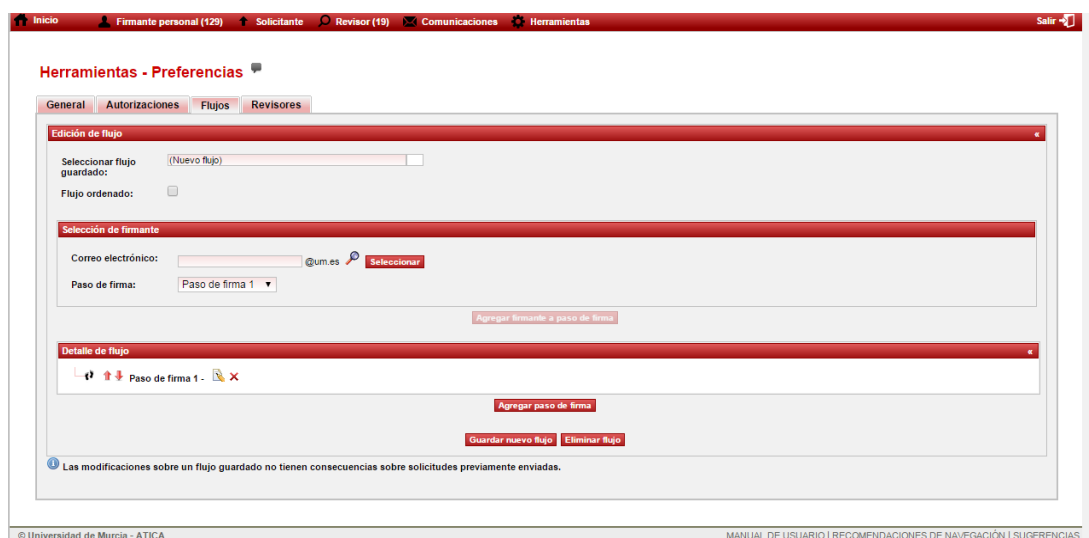 Inicio Firmante personal (129) Solicitante Revisor (19) Comunicaciones Herramientas Salir
Herramientas - Preferencias
General Autorizaciones Flujos Revisores
Edición de flujo «
Seleccionar flujo guardado: (Nuevo flujo)
Flujo ordenado:
Selección de firmante
Correo electrónico: @um.es Seleccionar
Paso de firma: Paso de firma 1
Agregar firmante a paso de firma
Detalle de flujo «
Paso de firma 1 -
Agregar paso de firma
Guardar nuevo flujo Eliminar flujo
Las modificaciones sobre un flujo guardado no tienen consecuencias sobre solicitudes previamente enviadas.
© Universidad de Murcia - ATICA MANUAL DE USUARIO | RECOMENDACIONES DE NAVEGACIÓN | SUGERENCIAS